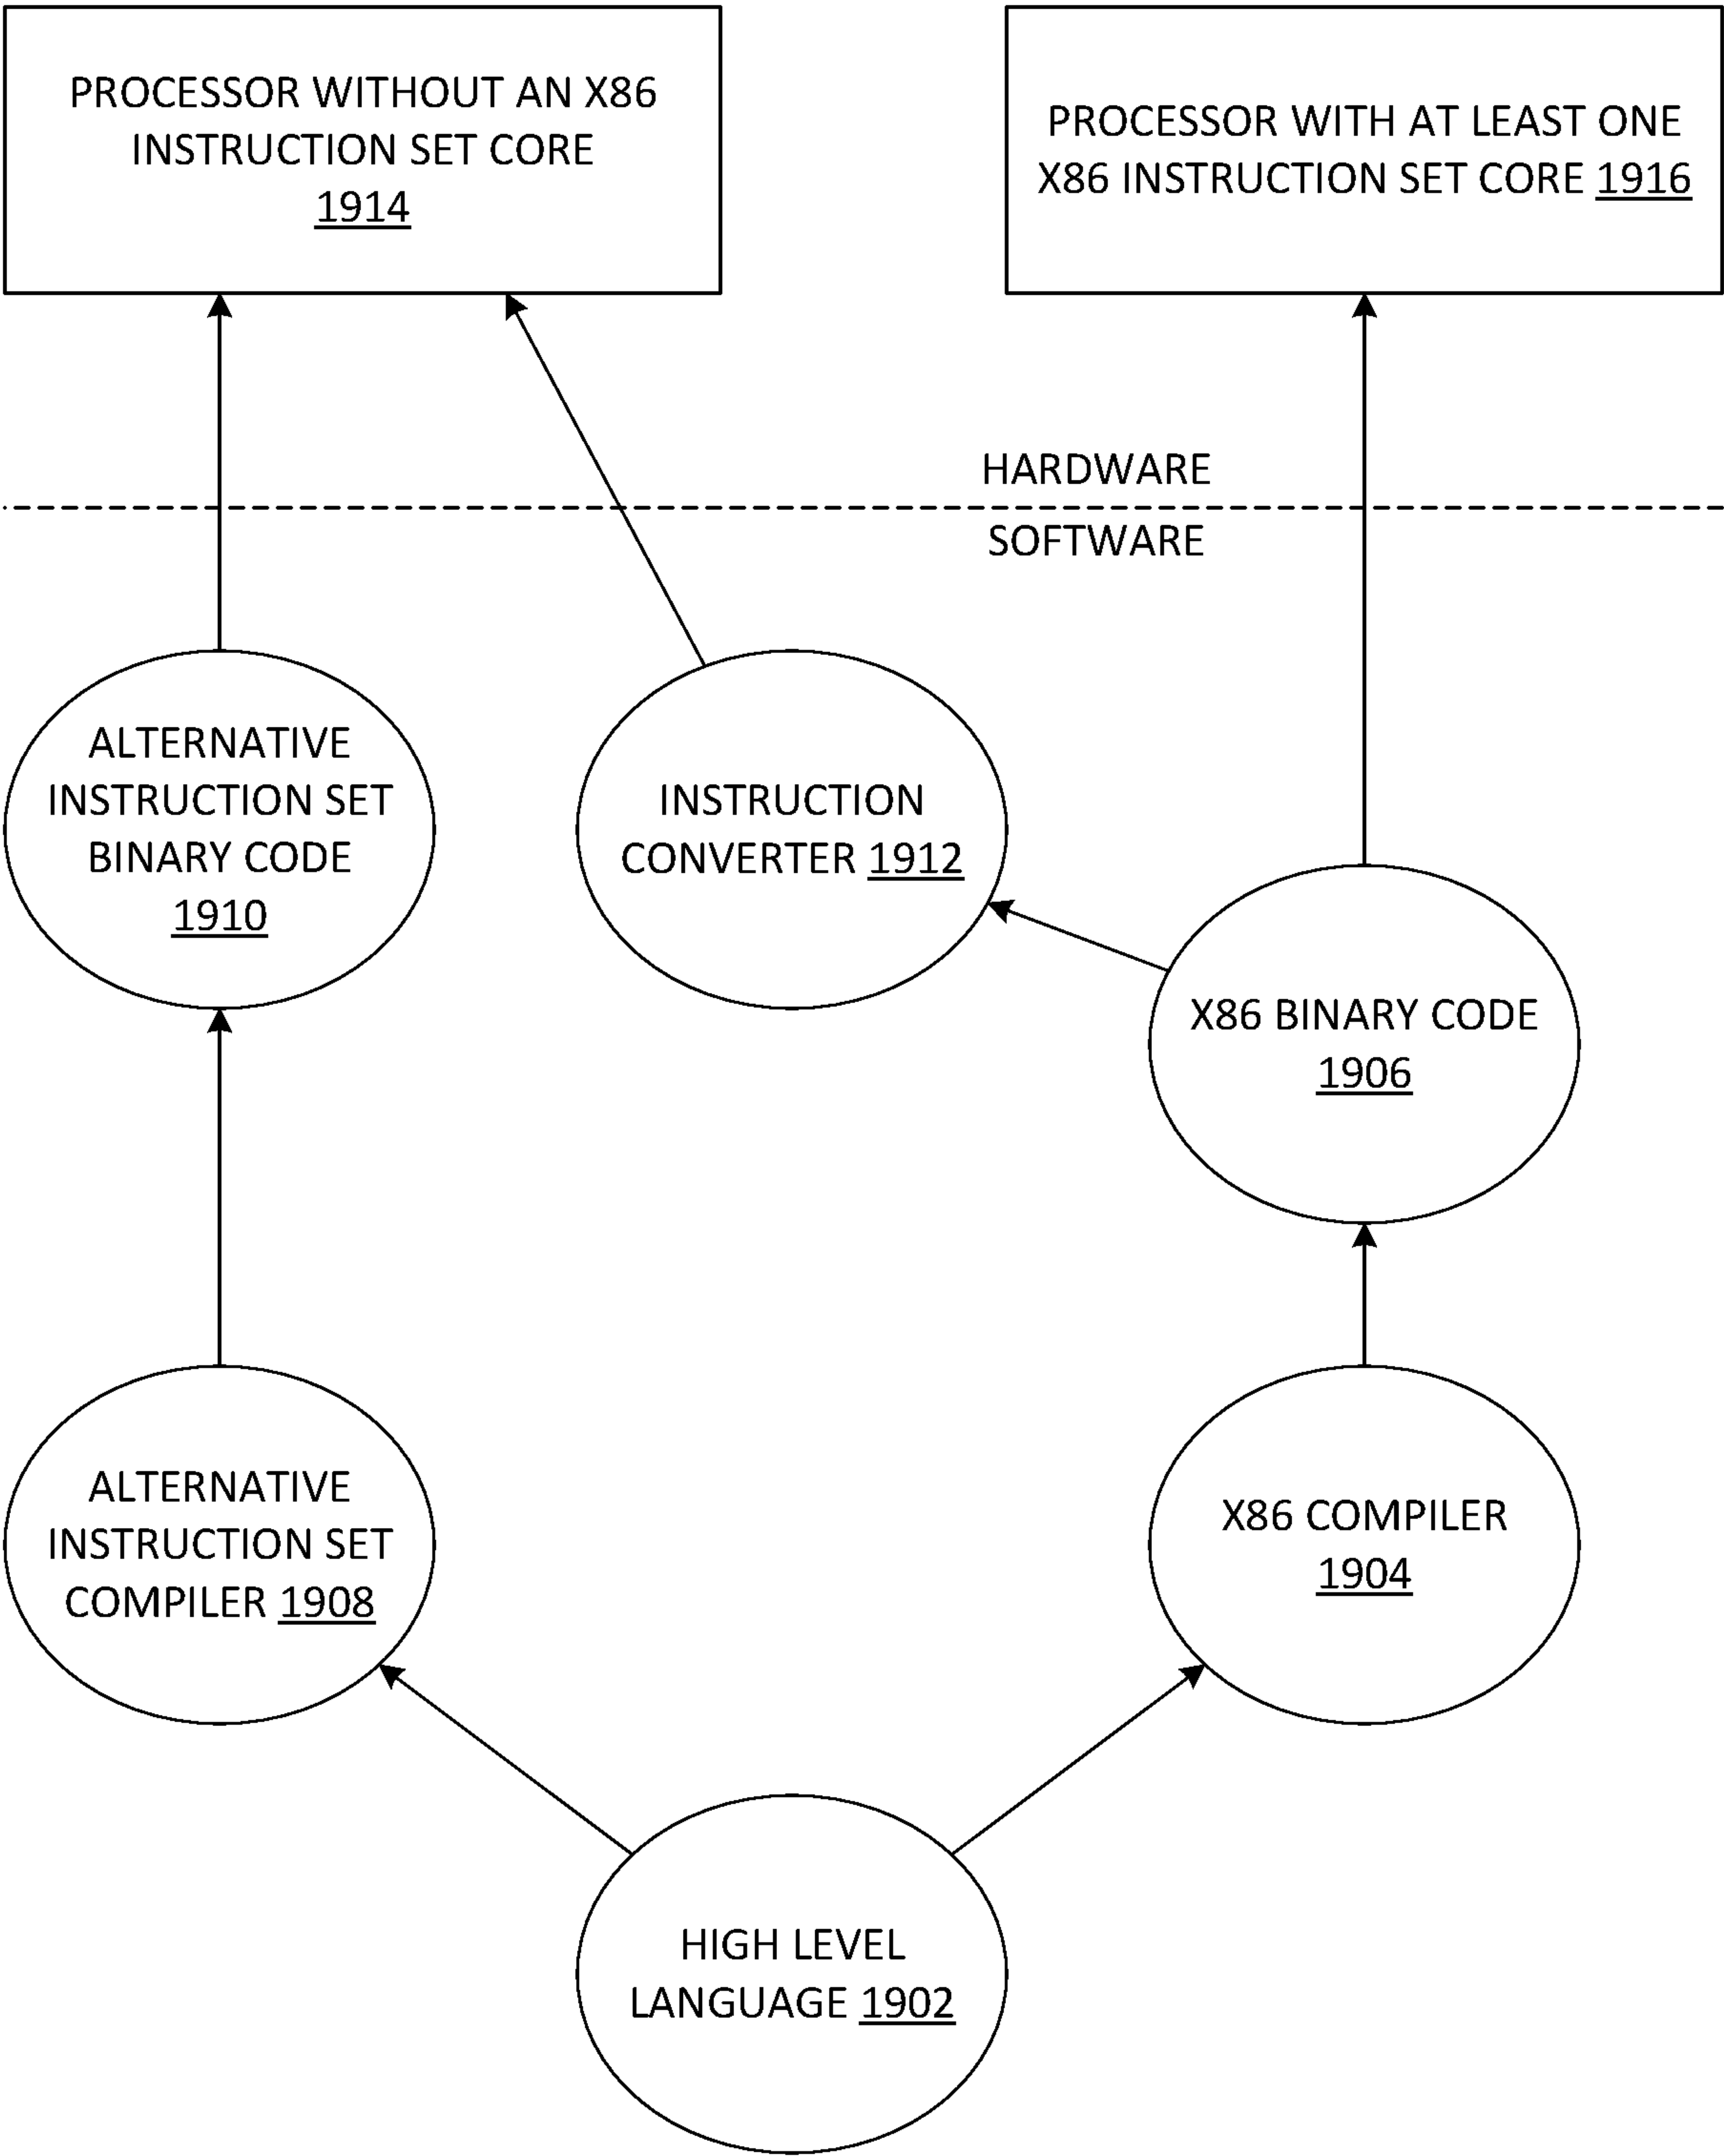 PROCESSOR WITHOUT AN X86
INSTRUCTION SET CORE
1914
PROCESSOR WITH AT LEAST ONE
X86 INSTRUCTION SET CORE 1916
HARDWARE
SOFTWARE
ALTERNATIVE
INSTRUCTION SET
BINARY CODE
1910
INSTRUCTION
CONVERTER 1912
X86 BINARY CODE
1906
ALTERNATIVE
INSTRUCTION SET
COMPILER 1908
X86 COMPILER
1904
HIGH LEVEL
LANGUAGE 1902